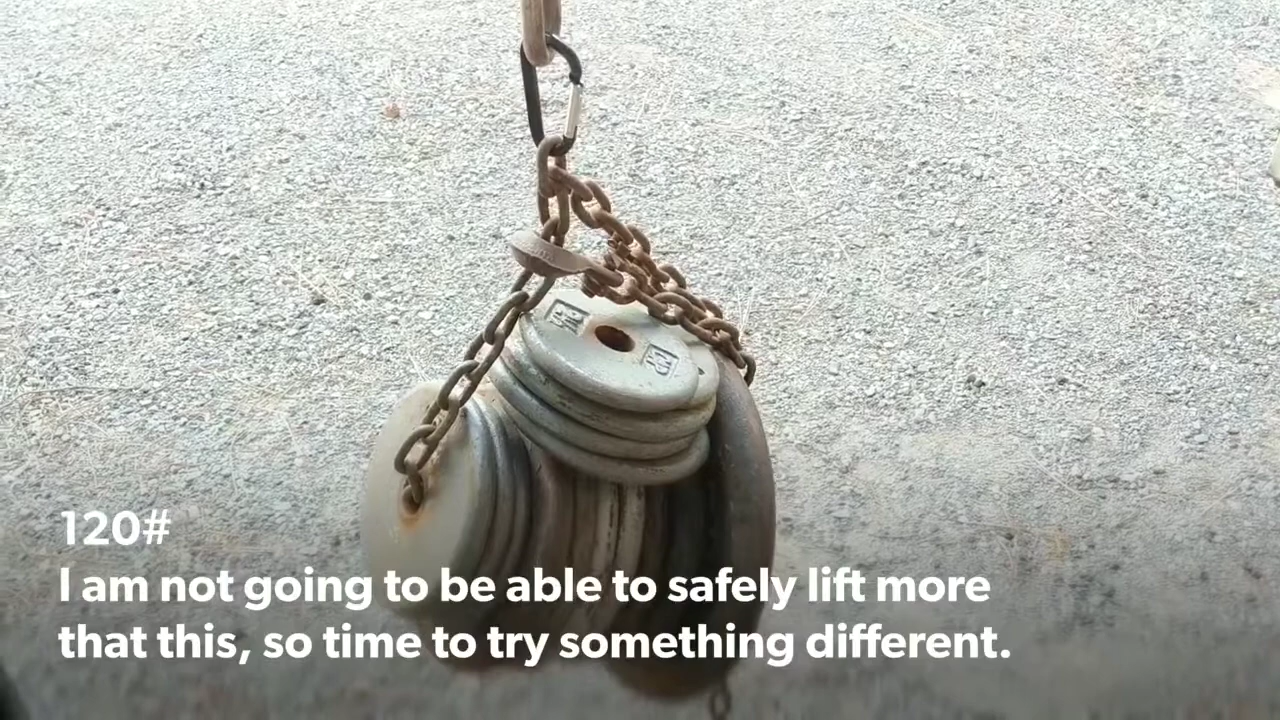 120#
I am not going to be able to safely lift more
that this, so time to try something different.